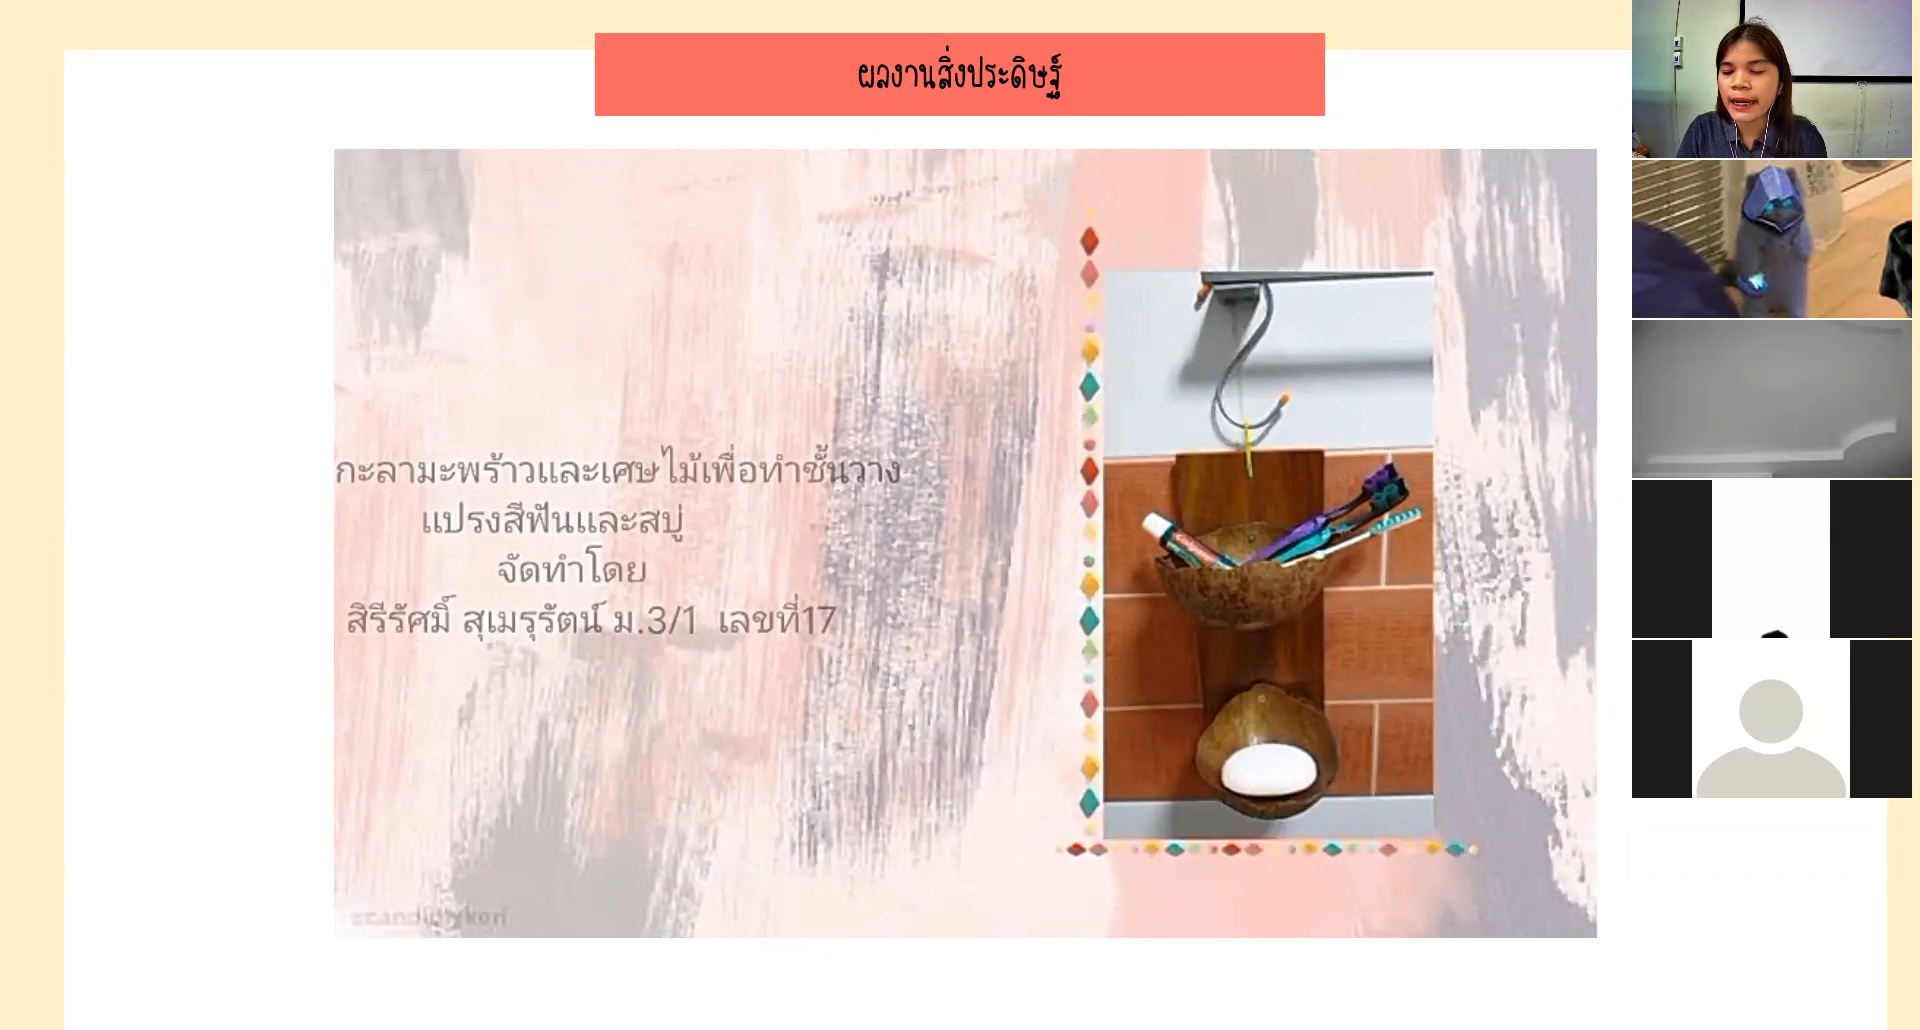 ผลงานสิ่งประดิษฐ์
กะลามะพร้าวและเศษไม้เพื่อทำชั้นวาง
แปรงสีฟันและสบู่
จัดทำโดย
สิรีรัศมิ์ สุเมรุรัตน์ ม.3/1 เลขที่17